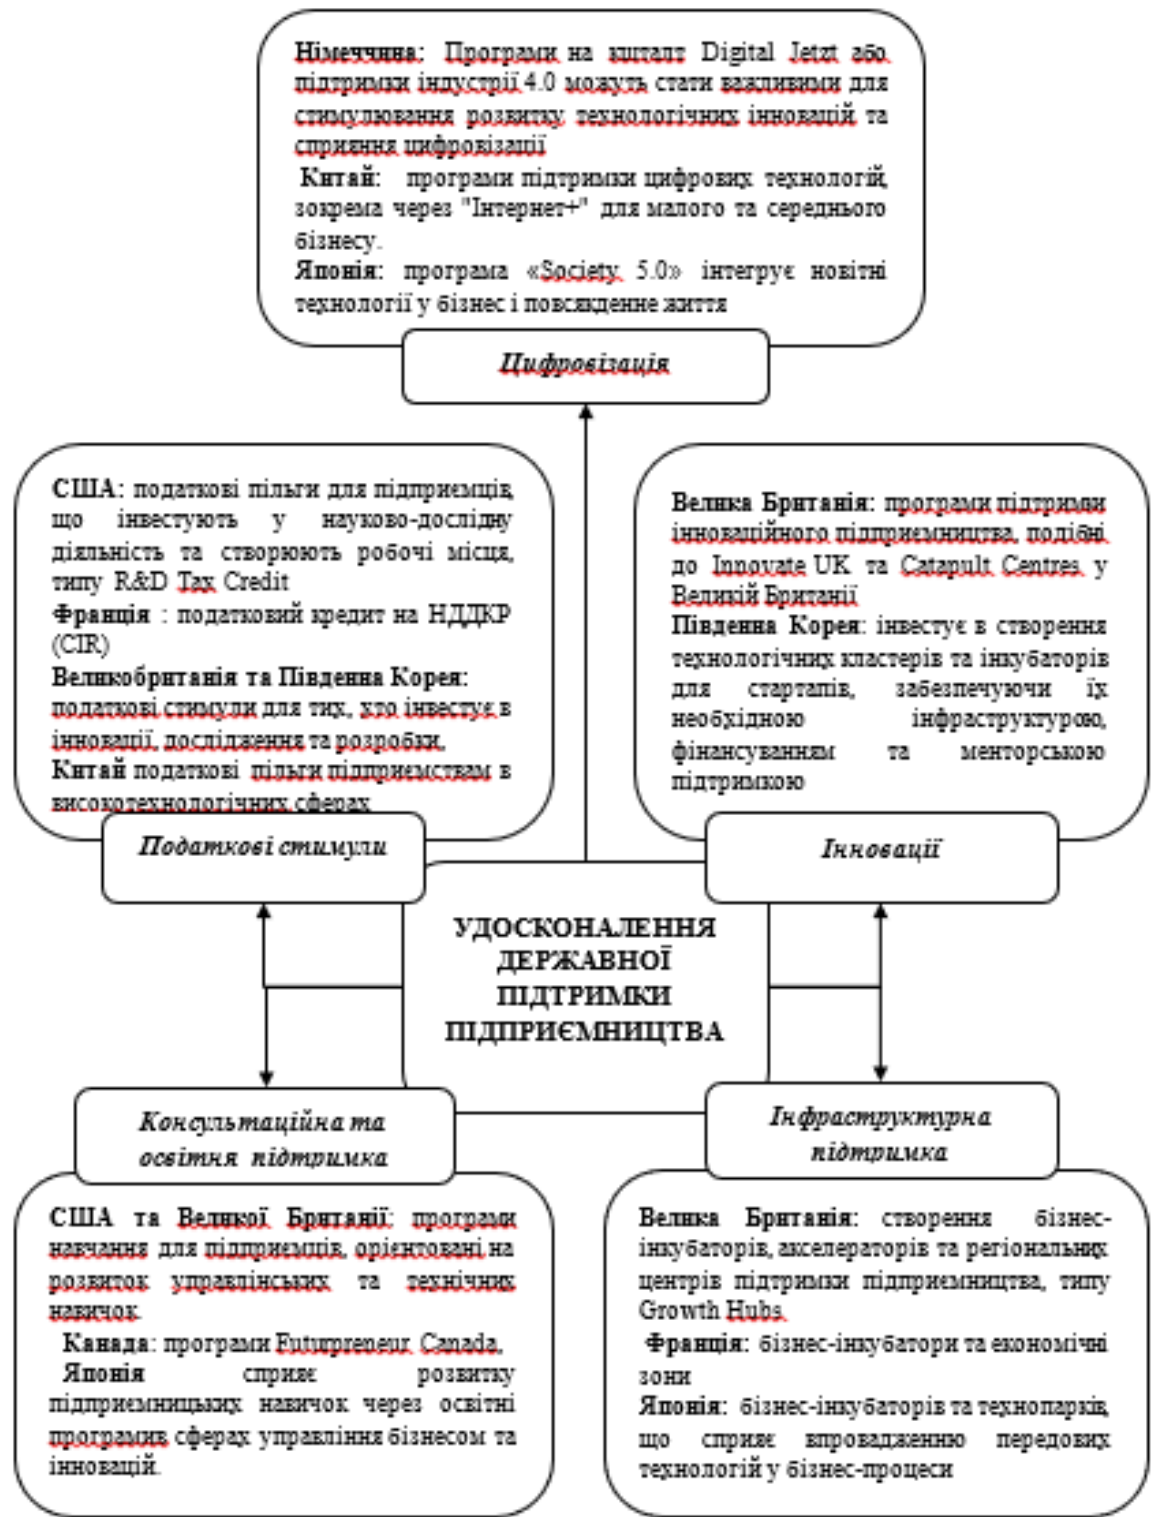 Німеччина: Програми на кшталт Digital Jetzt або
підтримки індустрії 4.0 можуть стати важливими для
стимулювання розвитку технологічних інновацій та
сприяння цифровізації
Китай: програми підтримки цифрових технологій,
зокрема через "Інтернет+" для малого та середнього
бізнесу.
Японія: програма «Society 5.0» інтегрує новітні
технології у бізнес і повсякденне життя
Цифровізація
США: податкові пільги для підприємців,
що інвестують у науково-дослідну
діяльність та створюють робочі місця,
типу R&D Tax Credit
Франція : податковий кредит на НДДКР
(CIR)
Великобританія та Південна Корея:
податкові стимули для тих, хто інвестує в
інновації, дослідження та розробки,
Китай податкові пільги підприємствам в
високотехнологічних сферах
Податкові стимули
Велика Британія: програми підтримки
інноваційного підприємництва, подібні
до Innovate UK та Catapult Centres у
Великій Британії
Південна Корея: інвестує в створення
технологічних кластерів та інкубаторів
для стартапів, забезпечуючи їх
необхідною інфраструктурою,
фінансуванням та менторською
підтримкою
Інновації
УДОСКОНАЛЕННЯ
ДЕРЖАВНОЇ
ПІДТРИМКИ
ПІДПРИЄМНИЦТВА
Консультаційна та
освітня підтримка
США та Великої Британії: програми
навчання для підприємців, орієнтовані на
розвиток управлінських та технічних
навичок.
Канада: програми Futurpreneur Canada,
Японія сприяє розвитку
підприємницьких навичок через освітні
програмив сферах управління бізнесом та
інновацій.
Інфраструктурна
підтримка
Велика Британія: створення бізнес-
інкубаторів, акселераторів та регіональних
центрів підтримки підприємництва, типу
Growth Hubs.
Франція: бізнес-інкубатори та економічні
зони
Японія: бізнес-інкубаторів та технопарків,
що сприяє впровадженню передових
технологій у бізнес-процеси